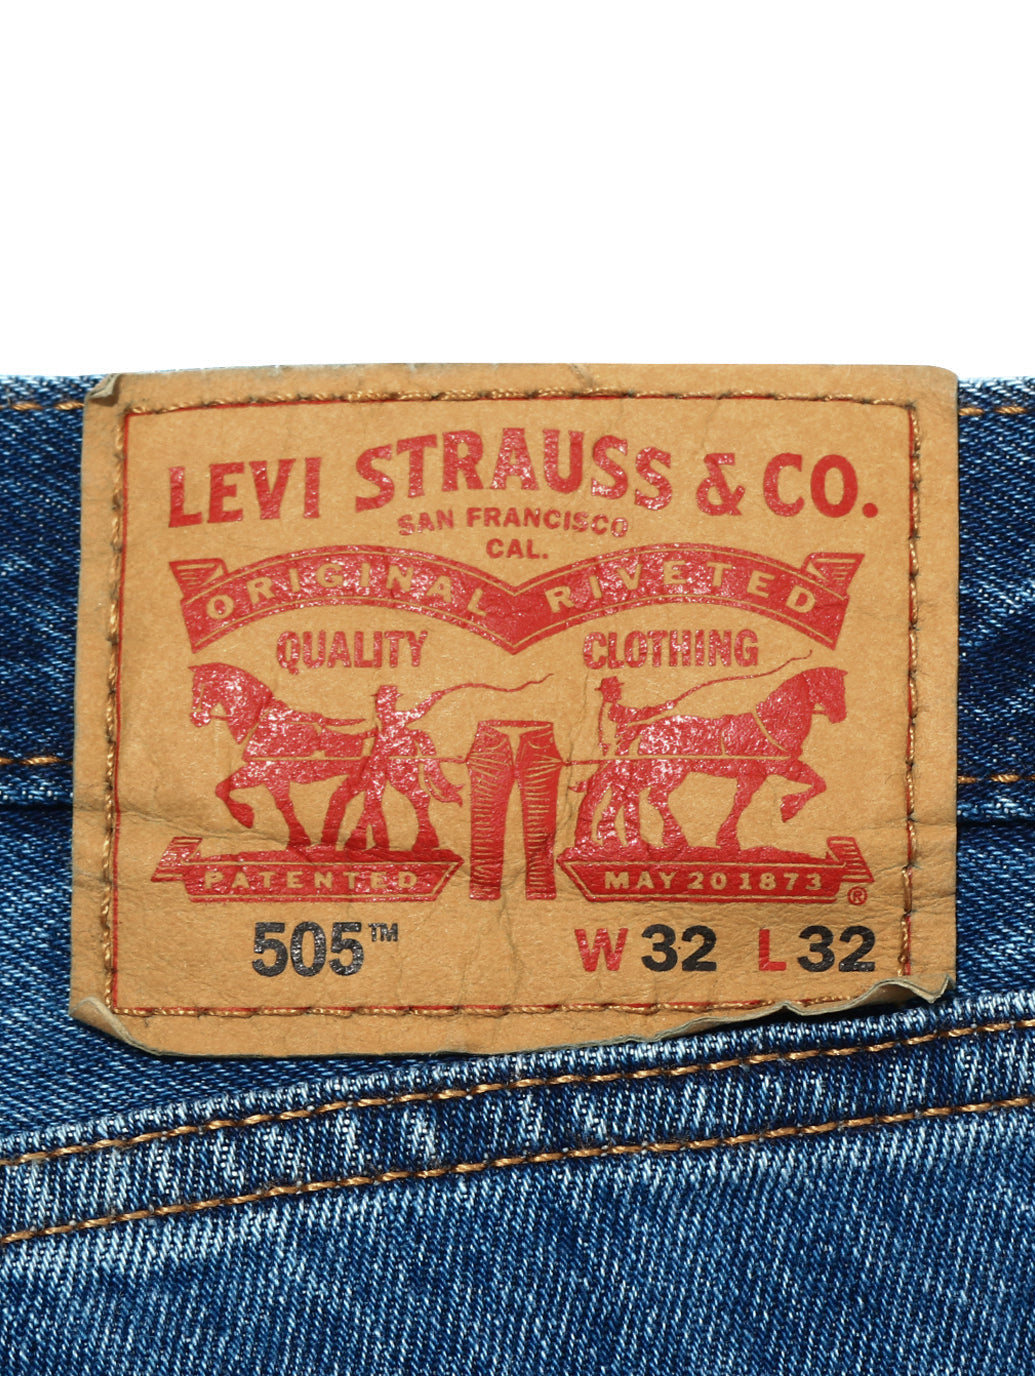 LEVI STRAUSS & CO.
SAN FRANCISCO
CAL.
ORIGINAL RIVETED
QUALITY CLOTHING
PATENTED MAY 20 1873 ®
505™ W 32 L 32